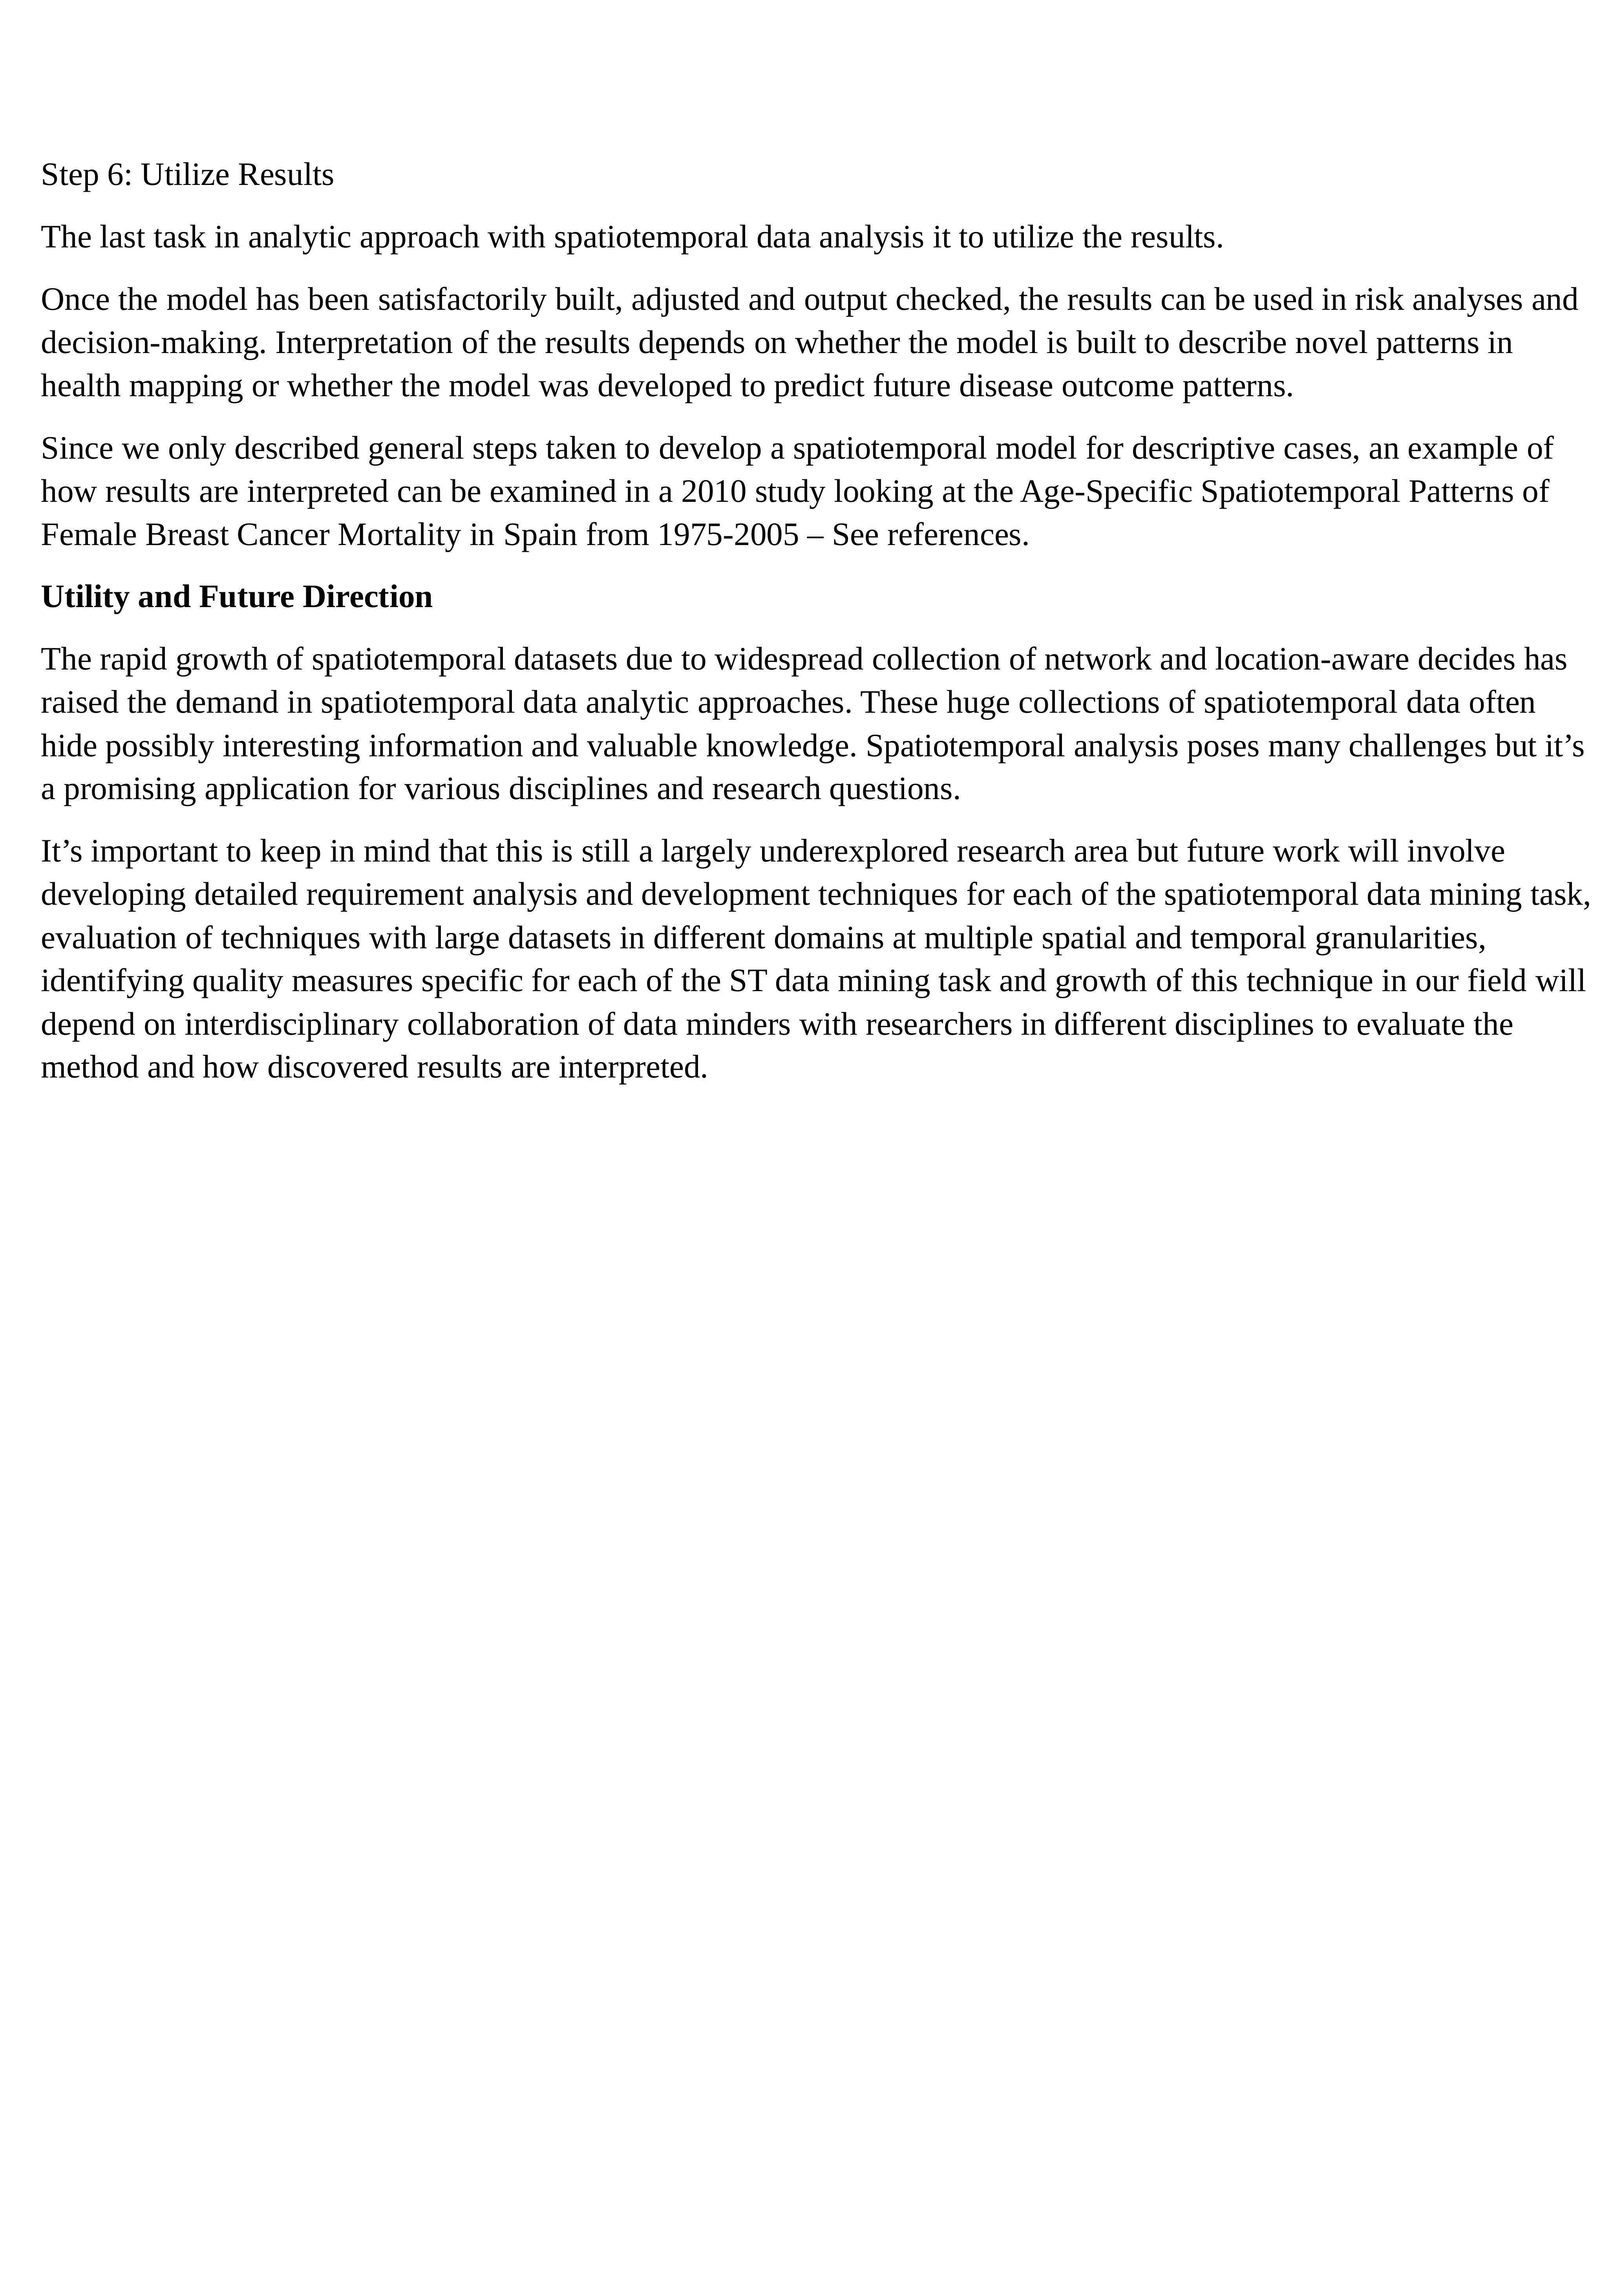 Step 6: Utilize Results
The last task in analytic approach with spatiotemporal data analysis it to utilize the results.
Once the model has been satisfactorily built, adjusted and output checked, the results can be used in risk analyses and
decision-making. Interpretation of the results depends on whether the model is built to describe novel patterns in
health mapping or whether the model was developed to predict future disease outcome patterns.
Since we only described general steps taken to develop a spatiotemporal model for descriptive cases, an example of
how results are interpreted can be examined in a 2010 study looking at the Age-Specific Spatiotemporal Patterns of
Female Breast Cancer Mortality in Spain from 1975-2005 – See references.
Utility and Future Direction
The rapid growth of spatiotemporal datasets due to widespread collection of network and location-aware decides has
raised the demand in spatiotemporal data analytic approaches. These huge collections of spatiotemporal data often
hide possibly interesting information and valuable knowledge. Spatiotemporal analysis poses many challenges but it’s
a promising application for various disciplines and research questions.
It’s important to keep in mind that this is still a largely underexplored research area but future work will involve
developing detailed requirement analysis and development techniques for each of the spatiotemporal data mining task,
evaluation of techniques with large datasets in different domains at multiple spatial and temporal granularities,
identifying quality measures specific for each of the ST data mining task and growth of this technique in our field will
depend on interdisciplinary collaboration of data minders with researchers in different disciplines to evaluate the
method and how discovered results are interpreted.